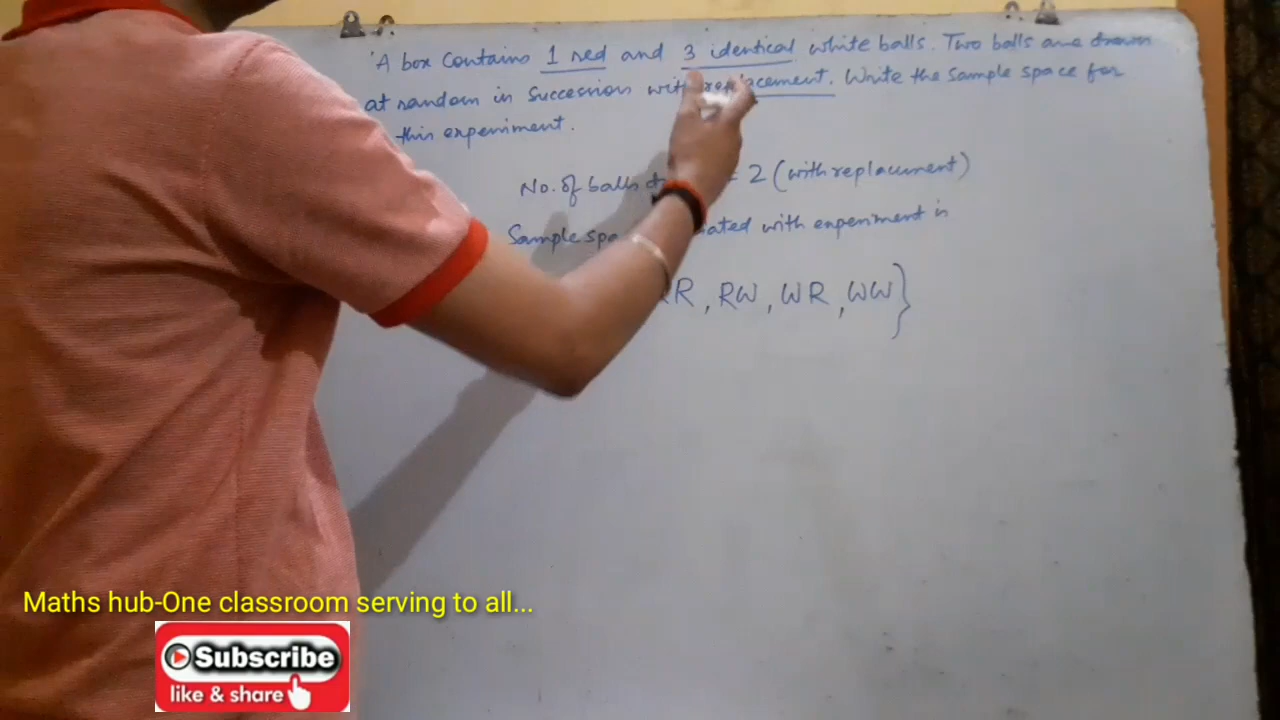 A box contains 1 red and 3 identical white balls. Two balls are drawn
at random in succession with replacement. Write the sample space for
this experiment.
No. of balls = 2 (with replacement)
Sample with experiment is
R, RW, WR, WW}
Maths hub-One classroom serving to all...
Subscribe
like & share